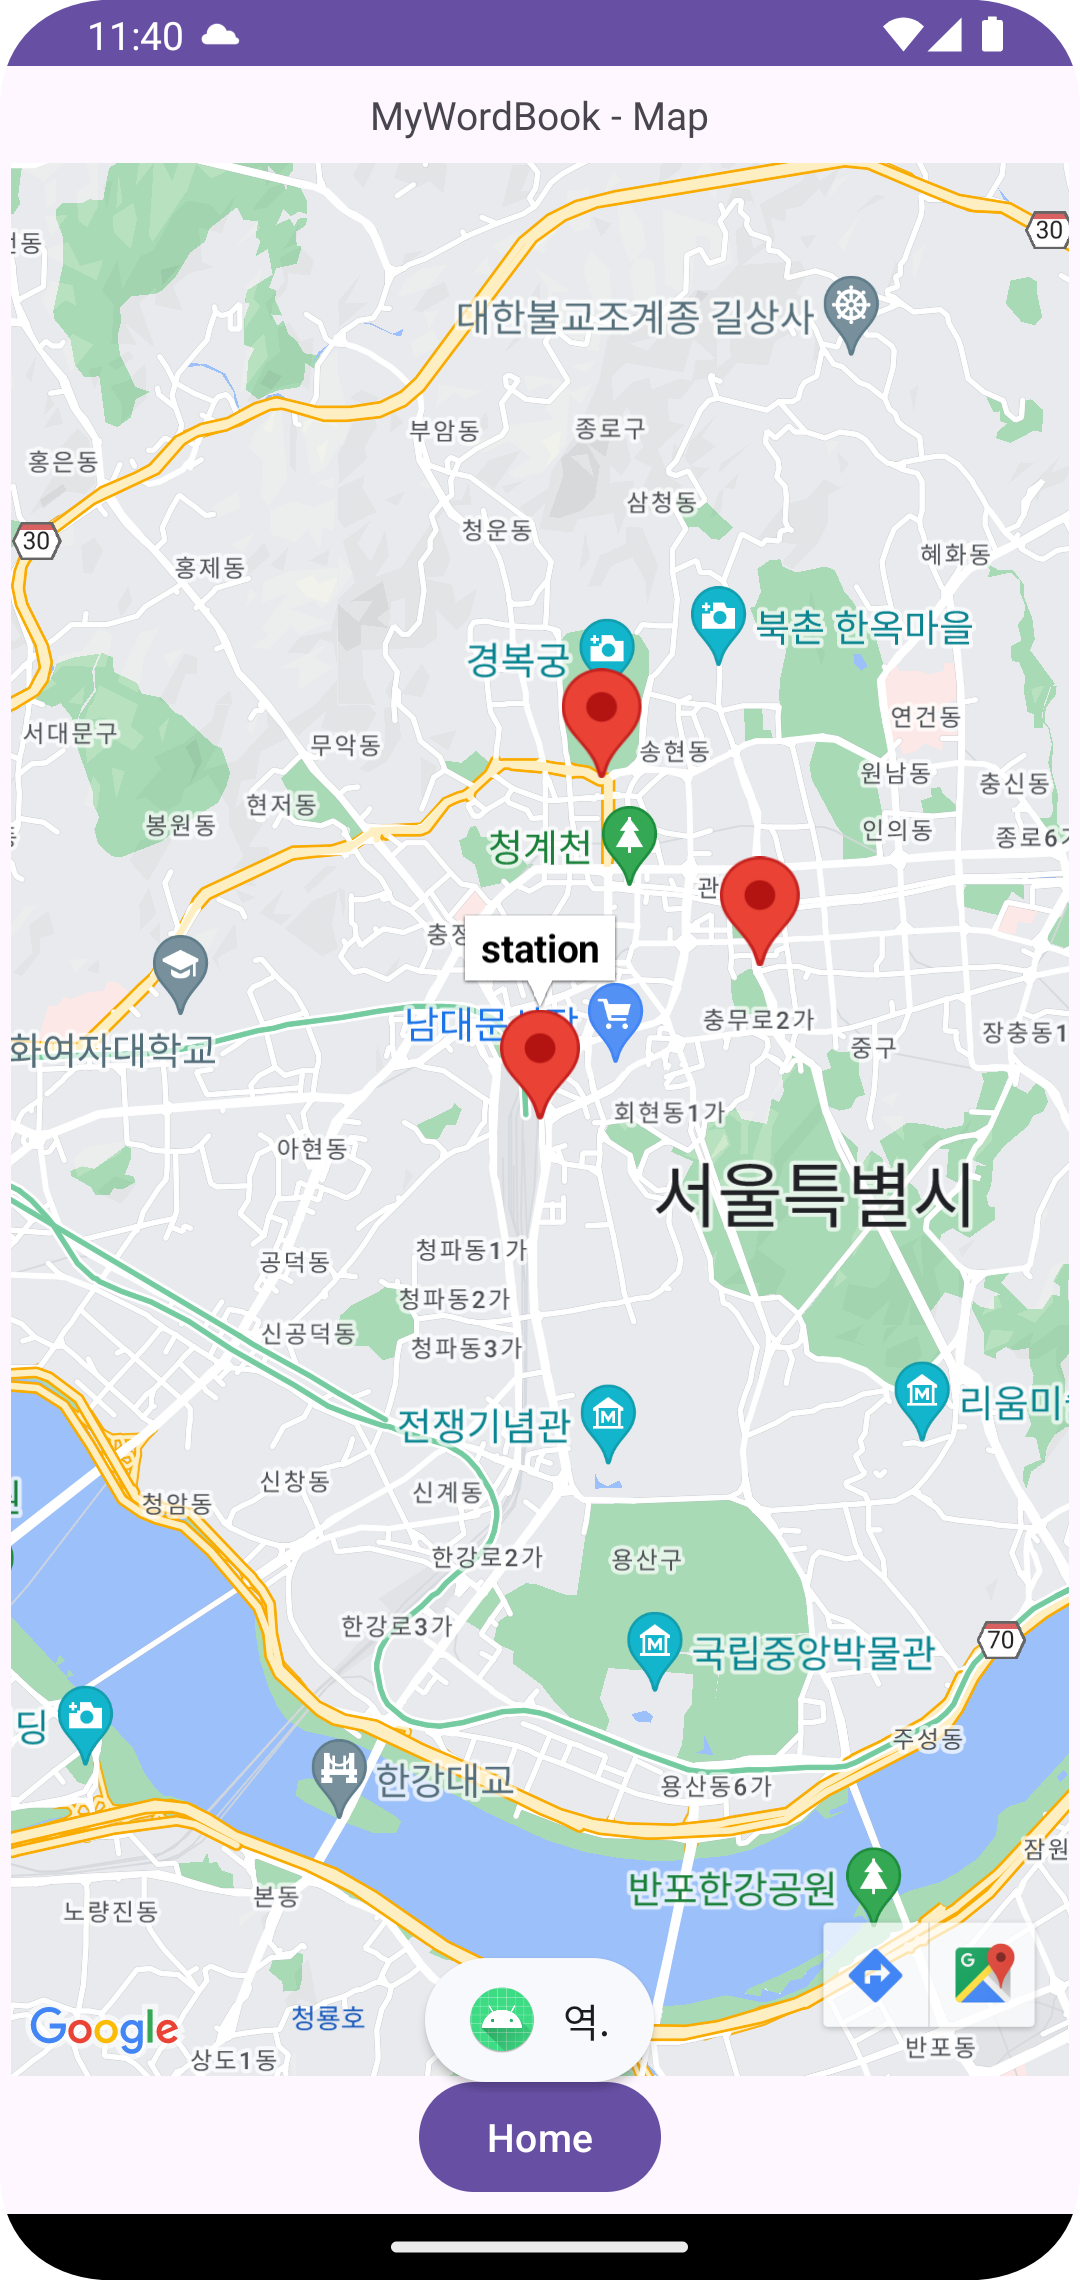 11:40
MyWordBook - Map
30
대한불교조계종 길상사
부암동
종로구
홍은동
삼청동
청운동
30
혜화동
홍제동
북촌 한옥마을
경복궁
연건동
서대문구
무악동
송현동
원남동
충신동
현저동
봉원동
인의동
종로6가
청계천
관
station
남대문
충무로2가
화여자대학교
중구
장충동1
회현동1가
아현동
서울특별시
청파동1가
공덕동
청파동2가
신공덕동
청파동3가
리움미
전쟁기념관
신창동
신계동
청암동
한강로2가
용산구
한강로3가
70
국립중앙박물관
딩
주성동
한강대교
용산동6가
잠원
반포한강공원
본동
노량진동
G
Google
청룡호
역.
반포동
상도1동
Home